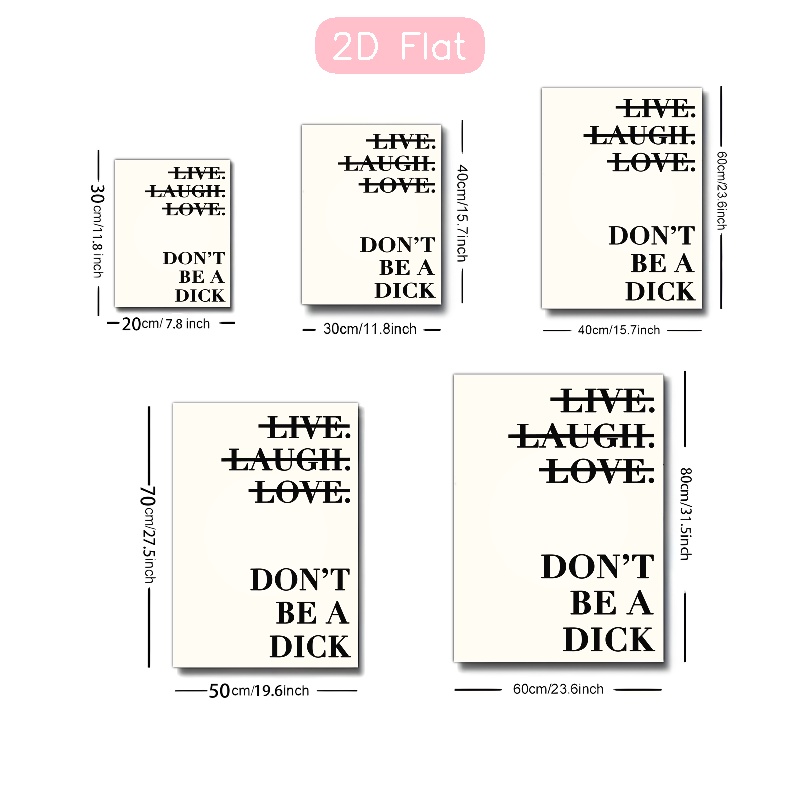 2D Flat
LIVE.
LAUGH.
LOVE.
DON'T
BE A
DICK
30cm/11.8 inch
20cm/ 7.8 inch
LIVE.
LAUGH.
LOVE.
DON'T
BE A
DICK
40cm/15.7inch
30cm/11.8inch
LIVE.
LAUGH.
LOVE.
DON'T
BE A
DICK
60cm/23.6inch
40cm/15.7inch
LIVE.
LAUGH.
LOVE.
DON'T
BE A
DICK
70cm/27.5inch
50cm/19.6inch
LIVE.
LAUGH.
LOVE.
DON'T
BE A
DICK
80cm/31.5inch
60cm/23.6inch